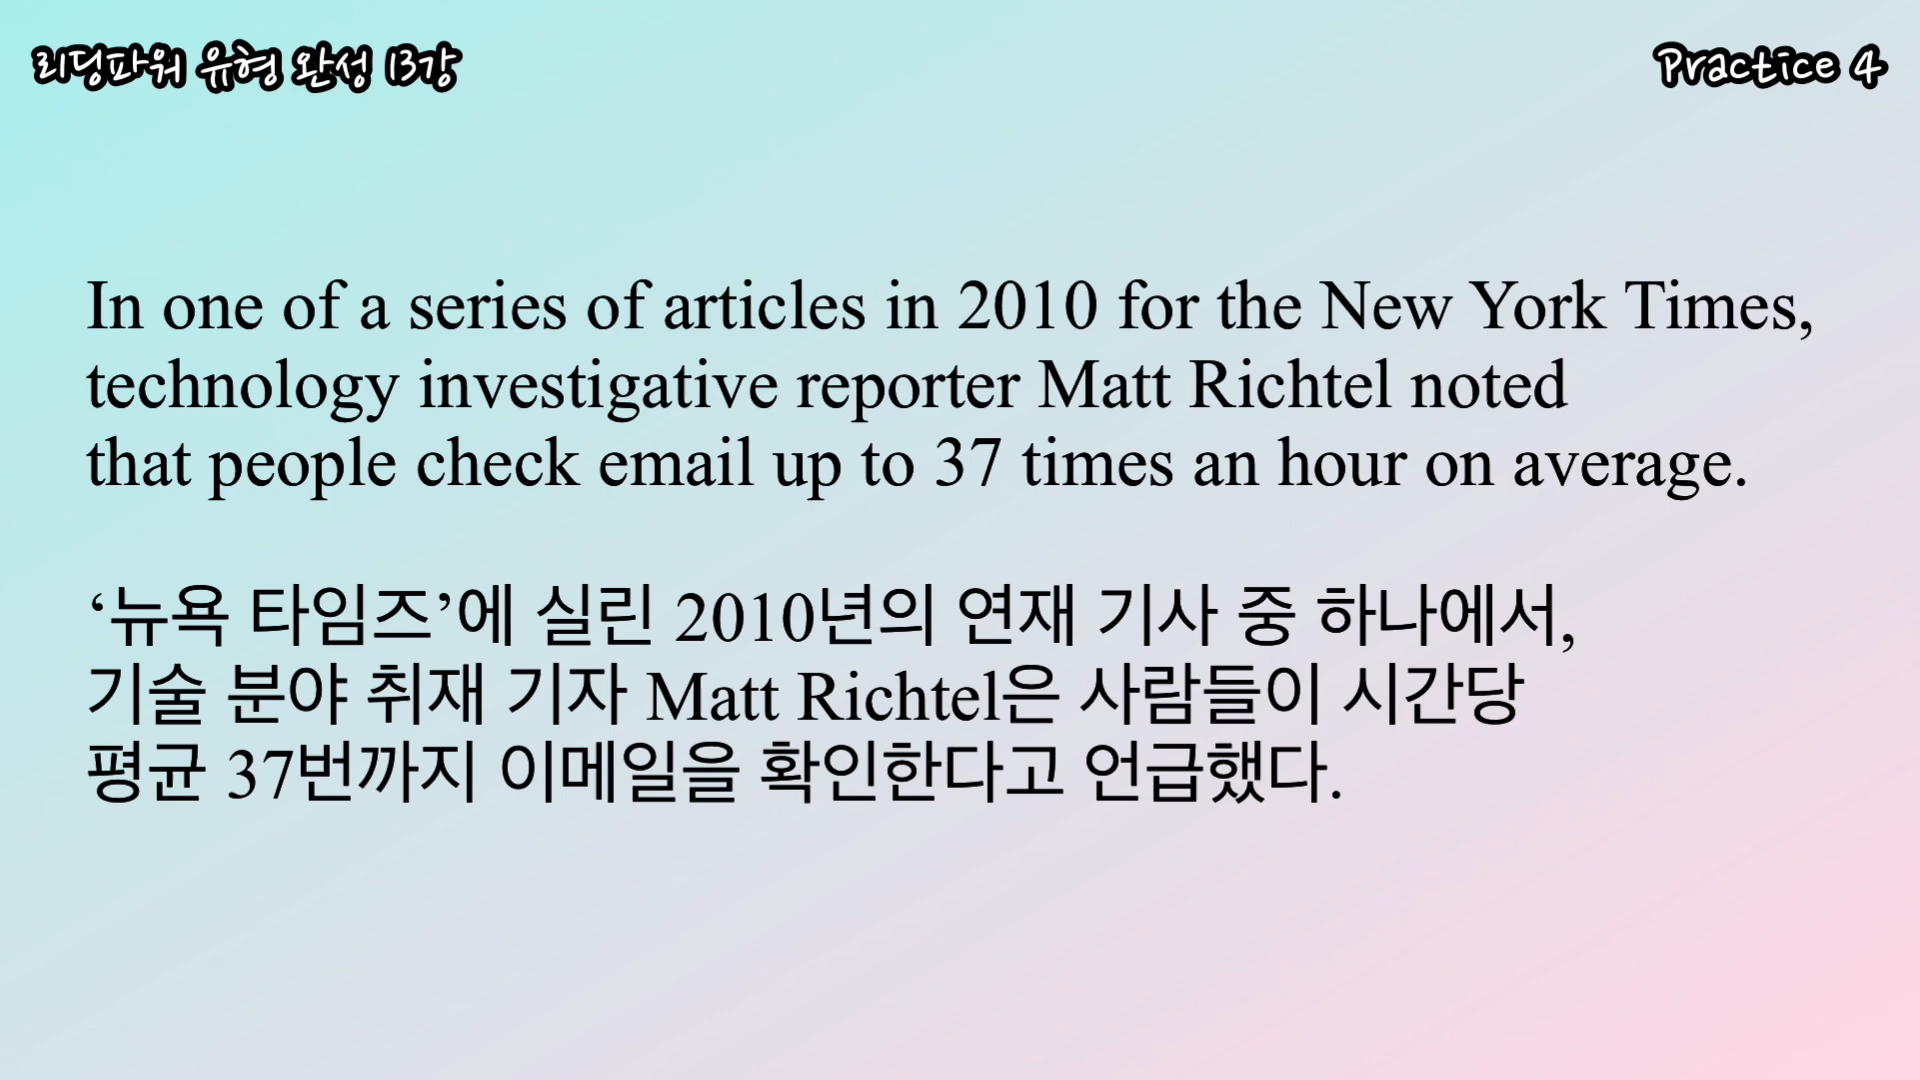 리딩파워 유형 완성 13강
Practice 4
In one of a series of articles in 2010 for the New York Times,
technology investigative reporter Matt Richtel noted
that people check email up to 37 times an hour on average.
‘뉴욕 타임즈’에 실린 2010년의 연재 기사 중 하나에서,
기술 분야 취재 기자 Matt Richtel은 사람들이 시간당
평균 37번까지 이메일을 확인한다고 언급했다.